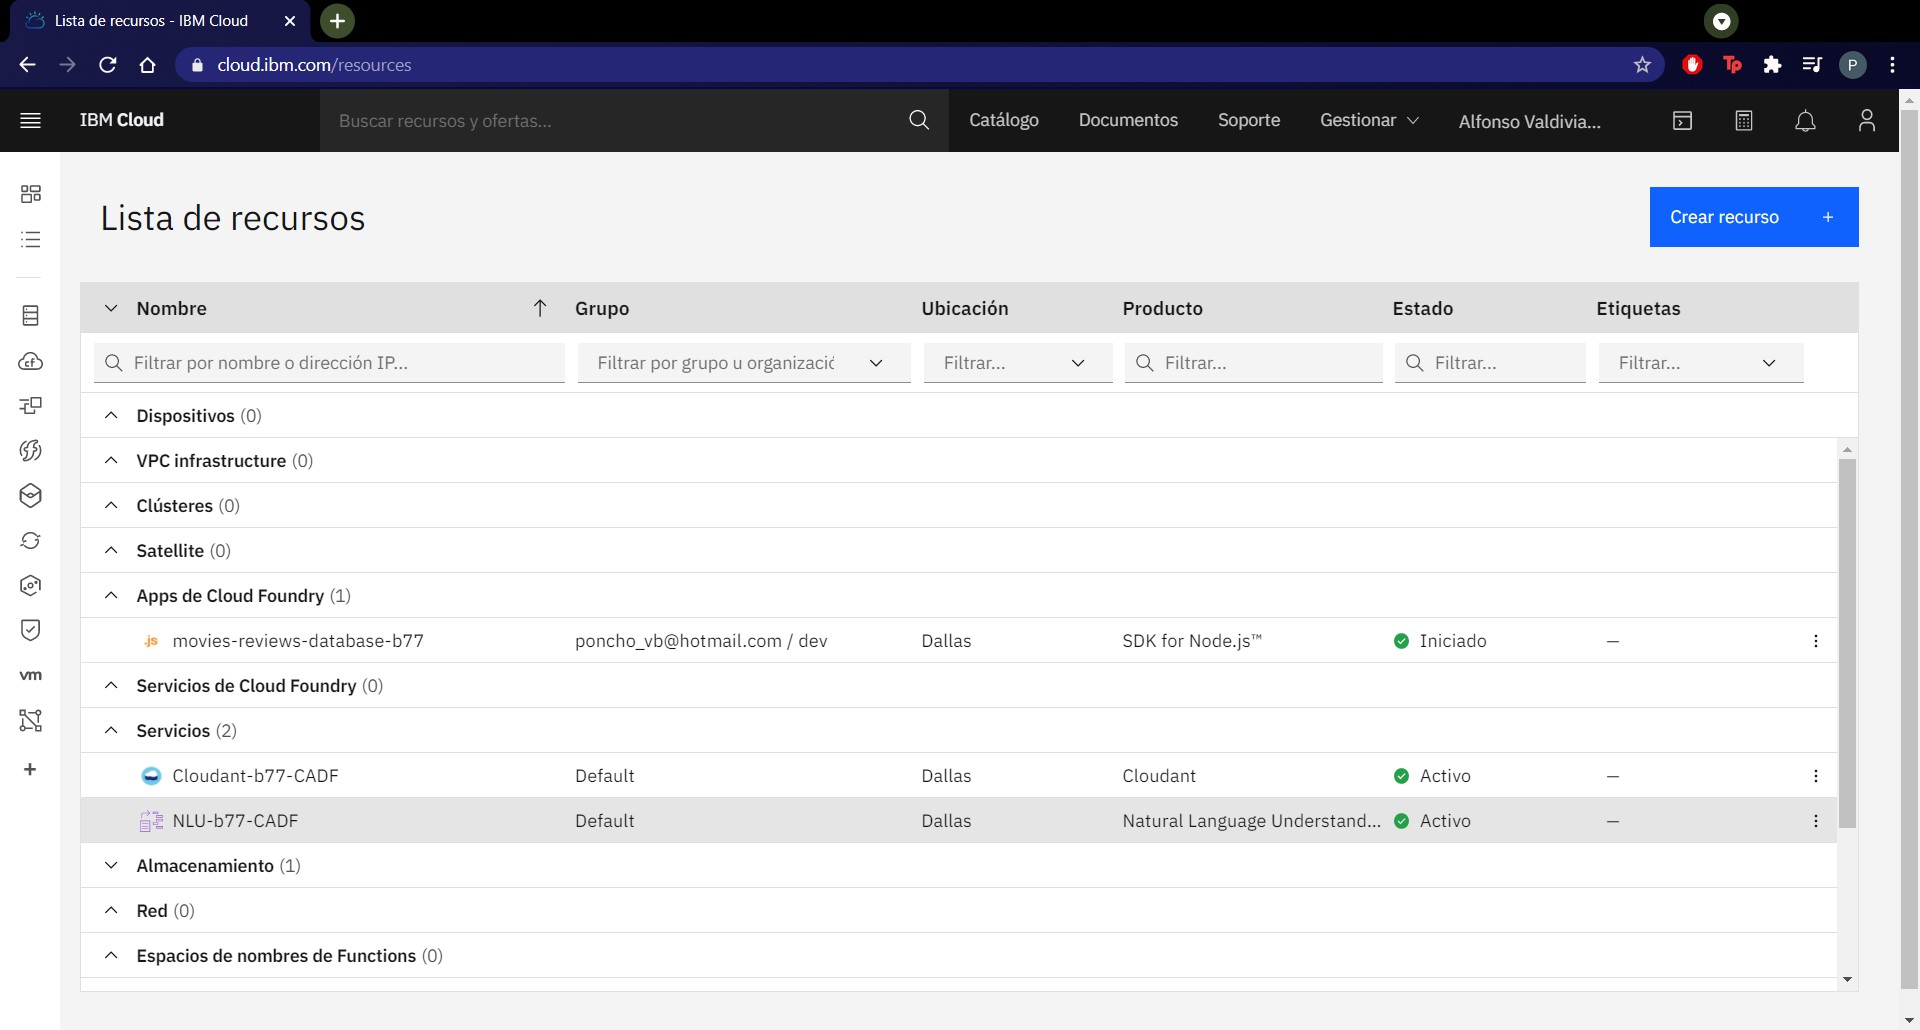 Lista de recursos - IBM Cloud
cloud.ibm.com/resources
Tp
P
IBM Cloud
Buscar recursos y ofertas...
Catálogo
Documentos
Soporte
Gestionar
Alfonso Valdivia...
Lista de recursos
Crear recurso +
Nombre Grupo Ubicación Producto Estado Etiquetas
Filtrar por nombre o dirección IP... Filtrar por grupo u organizació Filtrar... Filtrar... Filtrar... Filtrar...
Dispositivos (0)
VPC infrastructure (0)
Clústeres (0)
Satellite (0)
Apps de Cloud Foundry (1)
.js movies-reviews-database-b77 poncho_vb@hotmail.com / dev Dallas SDK for Node.js™ Iniciado —
Servicios de Cloud Foundry (0)
vm
Servicios (2)
Cloudant-b77-CADF Default Dallas Cloudant Activo —
NLU-b77-CADF Default Dallas Natural Language Understand... Activo —
Almacenamiento (1)
Red (0)
Espacios de nombres de Functions (0)